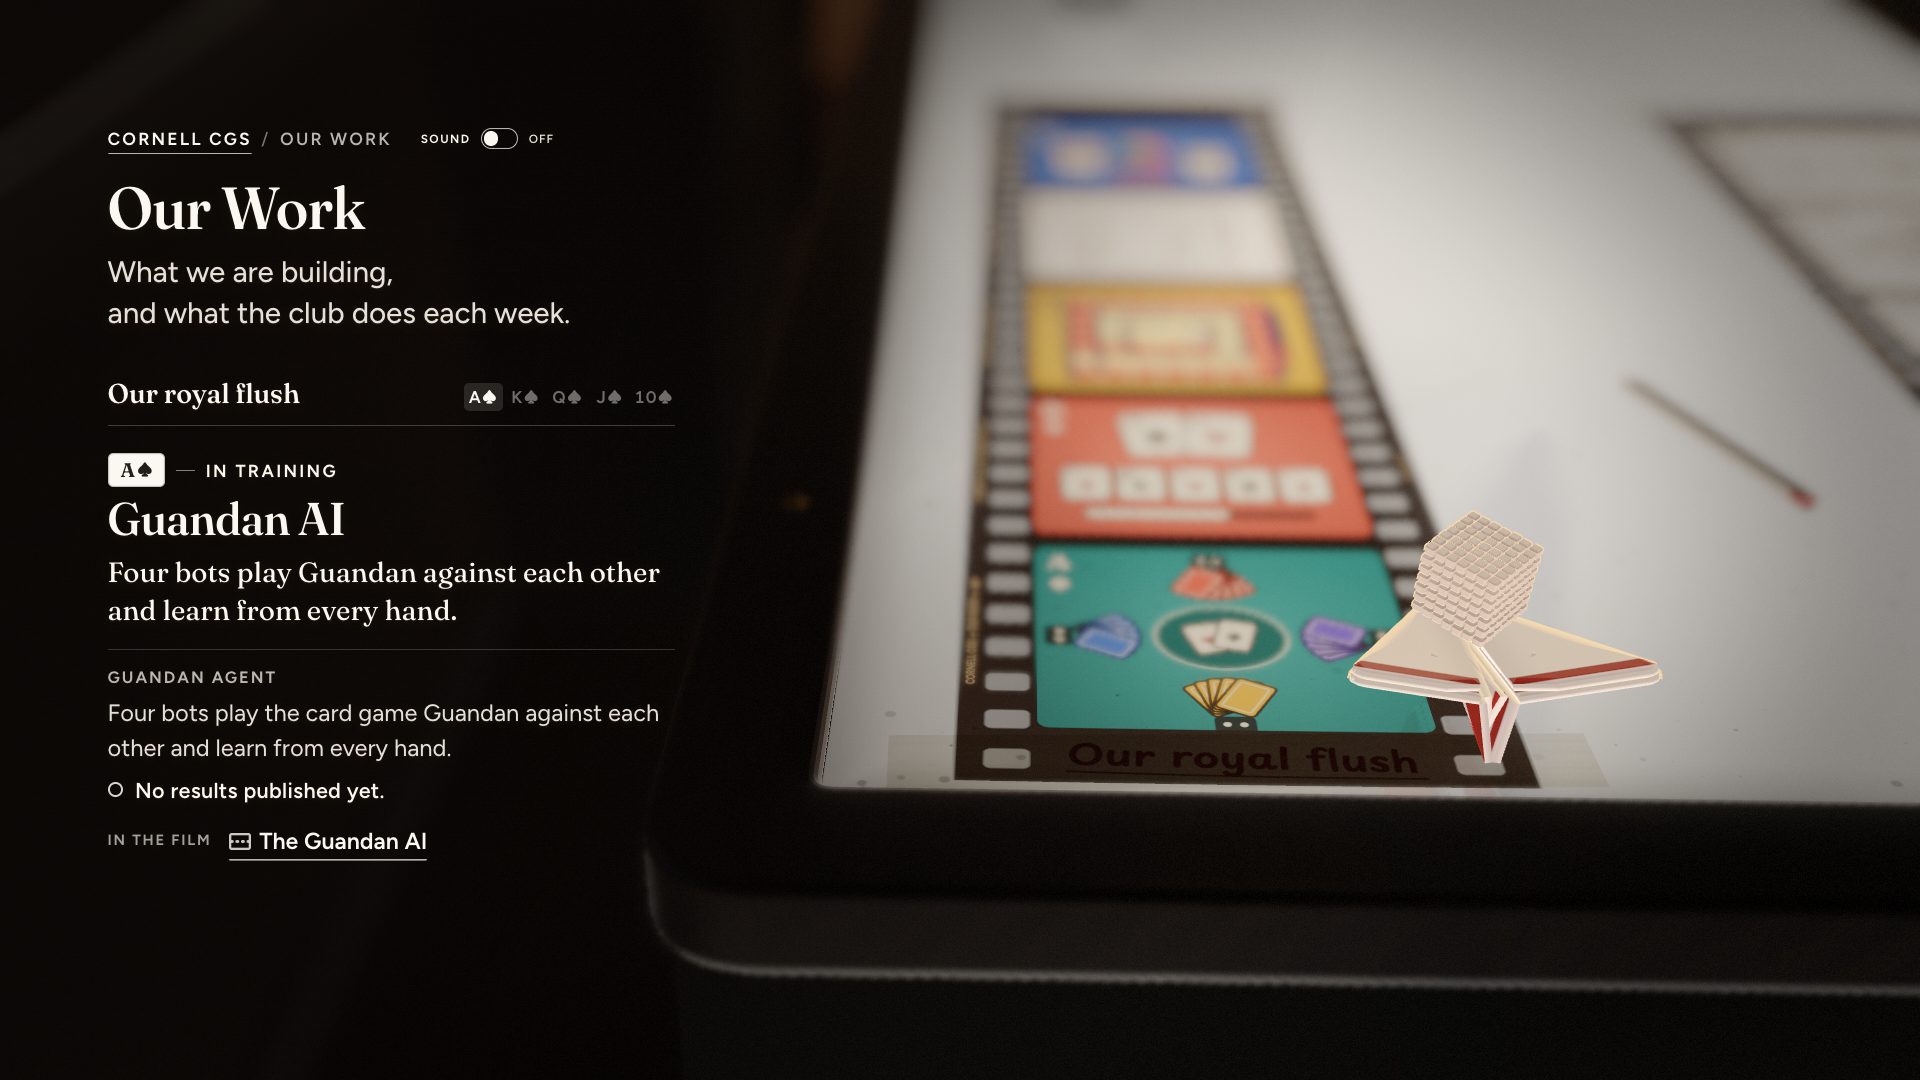 CORNELL CGS / OUR WORK SOUND OFF
Our Work
What we are building,
and what the club does each week.
Our royal flush A♠ K♠ Q♠ J♠ 10♠
A♠ — IN TRAINING
Guandan AI
Four bots play Guandan against each other
and learn from every hand.
GUANDAN AGENT
Four bots play the card game Guandan against each
other and learn from every hand.
No results published yet.
IN THE FILM The Guandan AI
A♠
Our royal flush